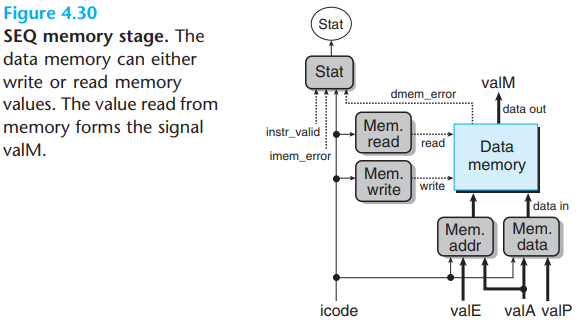 Figure 4.30
SEQ memory stage. The
data memory can either
write or read memory
values. The value read from
memory forms the signal
valM.
Stat
Stat
dmem_error
valM
data out
instr_valid
imem_error
Mem.
read
read
Data
memory
Mem.
write
write
data in
Mem.
addr
Mem.
data
icode
valE
valA
valP